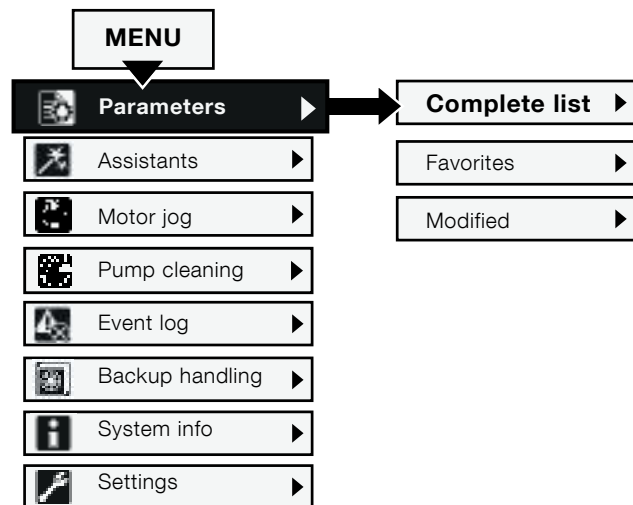 MENU
Parameters
Complete list
Assistants
Favorites
Motor jog
Modified
Pump cleaning
Event log
Backup handling
System info
Settings